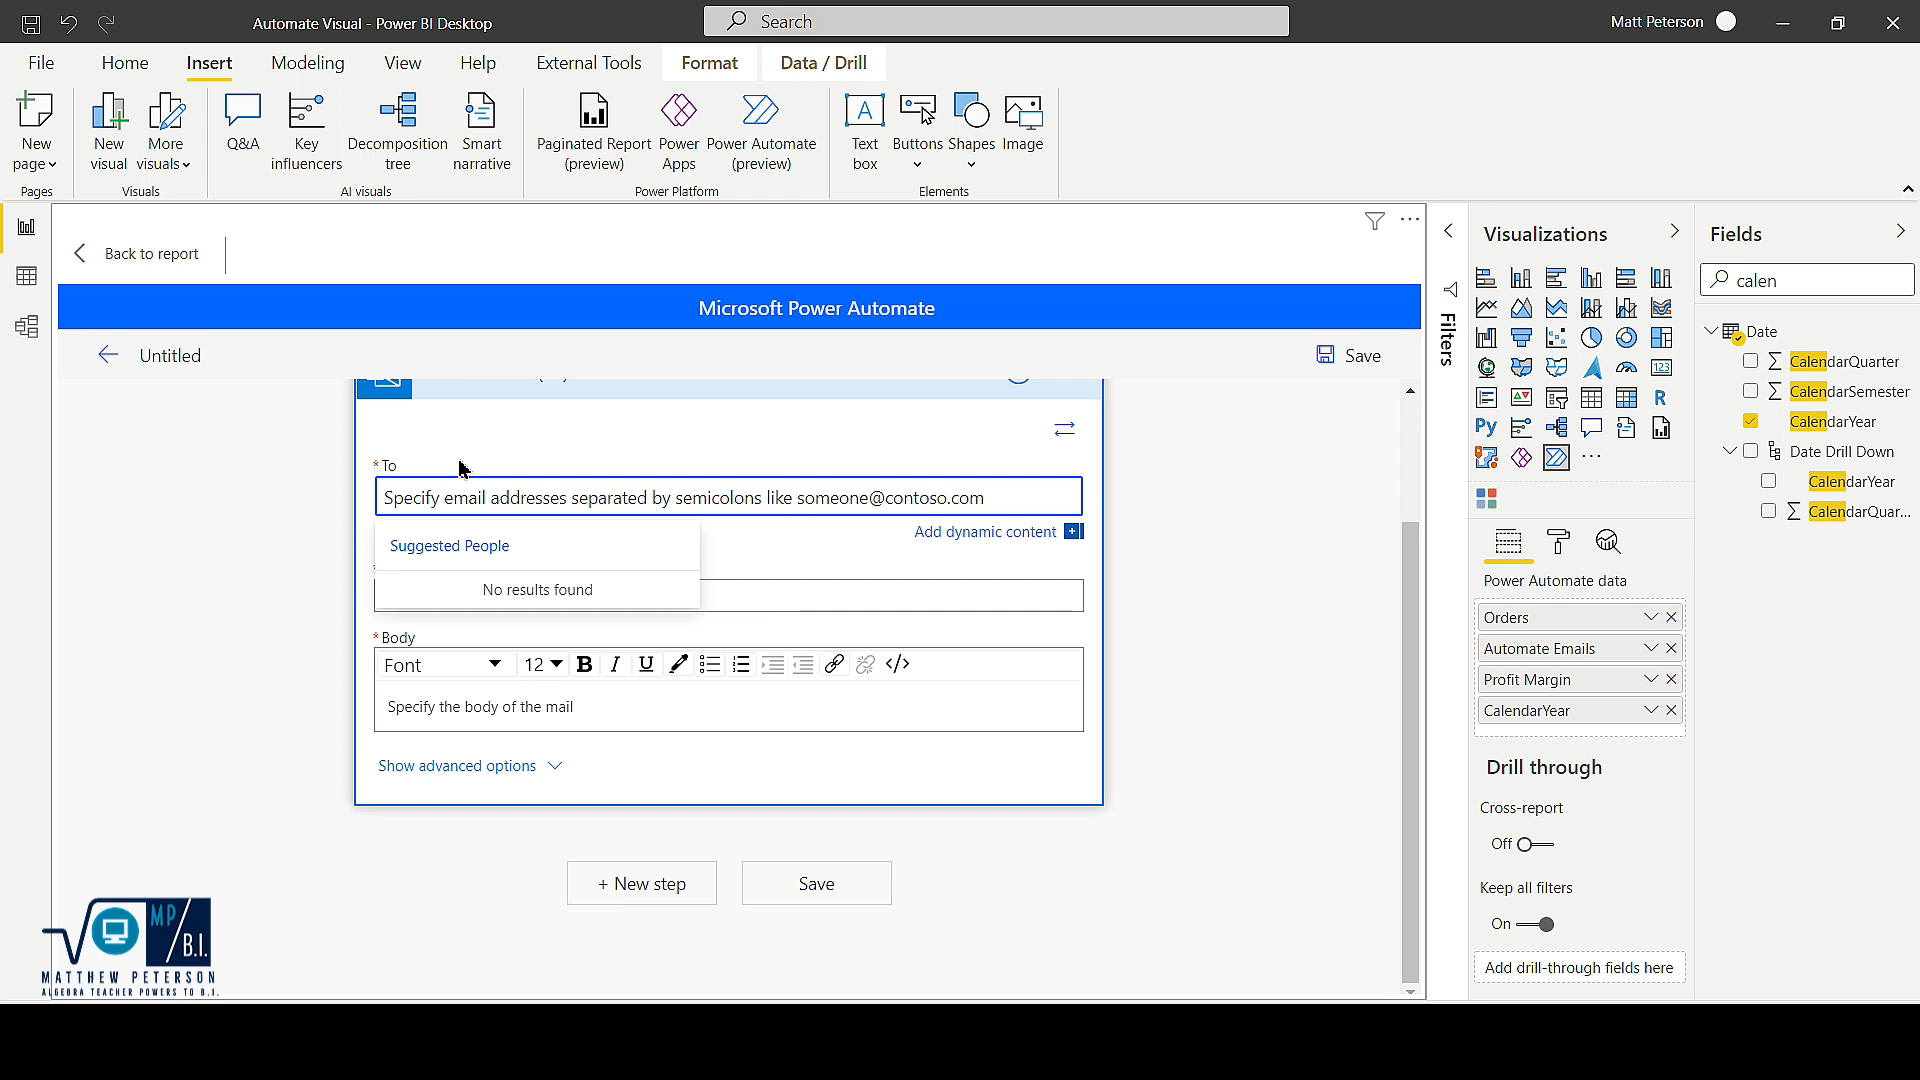 Automate Visual - Power BI Desktop
Search
Matt Peterson
File
Home
Insert
Modeling
View
Help
External Tools
Format
Data / Drill
New page
New visual
More visuals
Q&A
Key influencers
Decomposition tree
Smart narrative
Paginated Report (preview)
Power Apps
Power Automate (preview)
Text box
Buttons
Shapes
Image
Pages
Visuals
AI visuals
Power Platform
Elements
Back to report
Microsoft Power Automate
Untitled
Save
*To
Specify email addresses separated by semicolons like someone@contoso.com
Add dynamic content
Suggested People
No results found
*Body
Font
12
B
I
U
Specify the body of the mail
Show advanced options
+ New step
Save
MP/B.I.
MATTHEW PETERSON
ALGEBRA TEACHER POWERS TO B.I.
Filters
Visualizations
123
R
Py
Power Automate data
Orders
Automate Emails
Profit Margin
CalendarYear
Drill through
Cross-report
Off
Keep all filters
On
Add drill-through fields here
Fields
calen
Date
CalendarQuarter
CalendarSemester
CalendarYear
Date Drill Down
CalendarYear
CalendarQuar...